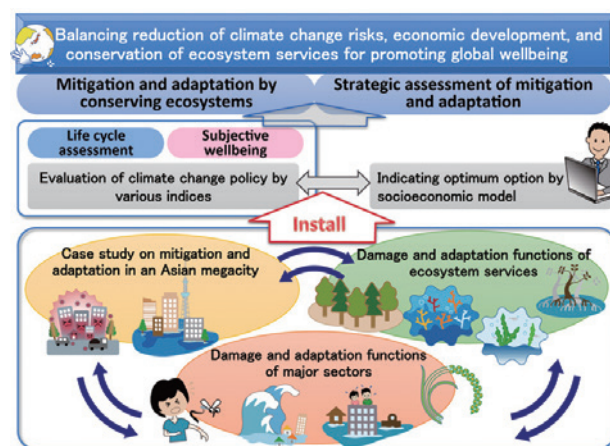 Balancing reduction of climate change risks, economic development, and
conservation of ecosystem services for promoting global wellbeing
Mitigation and adaptation by
conserving ecosystems
Strategic assessment of mitigation
and adaptation
Life cycle
assessment
Subjective
wellbeing
Evaluation of climate change policy by
various indices
Indicating optimum option by
socioeconomic model
Install
Case study on mitigation and
adaptation in an Asian megacity
Damage and adaptation functions of
ecosystem services
Damage and adaptation functions
of major sectors